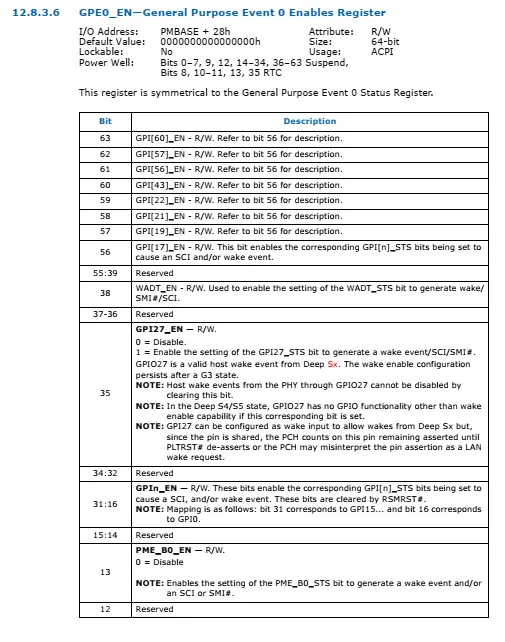 12.8.3.6 GPE0_EN—General Purpose Event 0 Enables Register
I/O Address: PMBASE + 28h Attribute: R/W
Default Value: 0000000000000000h Size: 64-bit
Lockable: No Usage: ACPI
Power Well: Bits 0–7, 9, 12, 14–34, 36–63 Suspend,
Bits 8, 10–11, 13, 35 RTC
This register is symmetrical to the General Purpose Event 0 Status Register.
Bit Description
63 GPI[60]_EN - R/W. Refer to bit 56 for description.
62 GPI[57]_EN - R/W. Refer to bit 56 for description.
61 GPI[56]_EN - R/W. Refer to bit 56 for description.
60 GPI[43]_EN - R/W. Refer to bit 56 for description.
59 GPI[22]_EN - R/W. Refer to bit 56 for description.
58 GPI[21]_EN - R/W. Refer to bit 56 for description.
57 GPI[19]_EN - R/W. Refer to bit 56 for description.
56 GPI[17]_EN - R/W. This bit enables the corresponding GPI[n]_STS bits being set to
cause an SCI and/or wake event.
55:39 Reserved
38 WADT_EN - R/W. Used to enable the setting of the WADT_STS bit to generate wake/
SMI#/SCI.
37-36 Reserved
35 GPI27_EN — R/W.
0 = Disable.
1 = Enable the setting of the GPI27_STS bit to generate a wake event/SCI/SMI#.
GPIO27 is a valid host wake event from Deep Sx. The wake enable configuration
persists after a G3 state.
NOTE: Host wake events from the PHY through GPIO27 cannot be disabled by
clearing this bit.
NOTE: In the Deep S4/S5 state, GPIO27 has no GPIO functionality other than wake
enable capability if this corresponding bit is set.
NOTE: GPI27 can be configured as wake input to allow wakes from Deep Sx but,
since the pin is shared, the PCH counts on this pin remaining asserted until
PLTRST# de-asserts or the PCH may misinterpret the pin assertion as a LAN
wake request.
34:32 Reserved
31:16 GPIn_EN — R/W. These bits enable the corresponding GPI[n]_STS bits being set to
cause a SCI, and/or wake event. These bits are cleared by RSMRST#.
NOTE: Mapping is as follows: bit 31 corresponds to GPI15... and bit 16 corresponds
to GPI0.
15:14 Reserved
13 PME_B0_EN — R/W.
0 = Disable
NOTE: Enables the setting of the PME_B0_STS bit to generate a wake event and/or
an SCI or SMI#.
12 Reserved